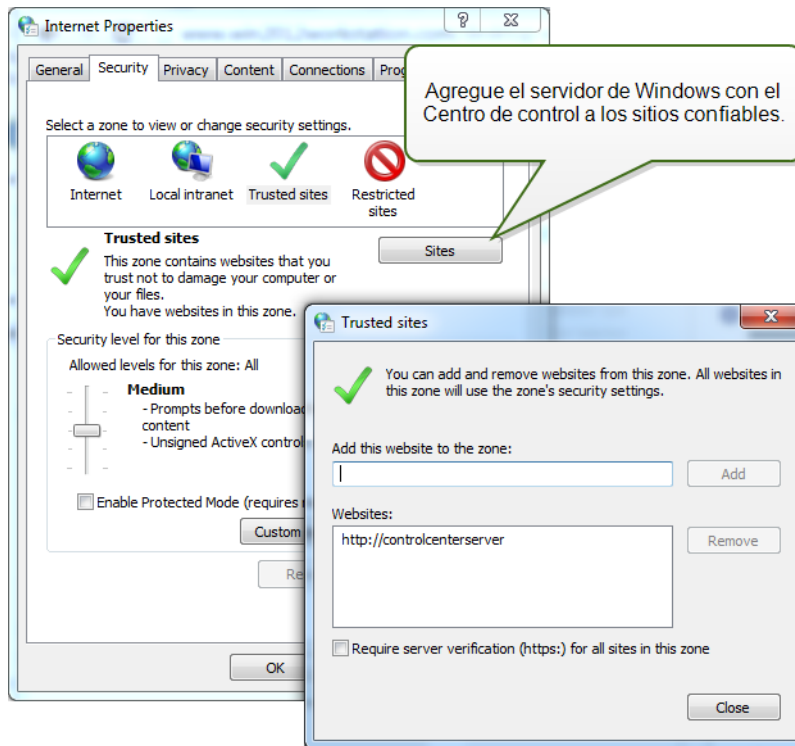 Internet Properties
General Security Privacy Content Connections
Agregue el servidor de Windows con el
Centro de control a los sitios confiables.
Select a zone to view or change security settings.
Internet
Local intranet
Trusted sites
Restricted
sites
Trusted sites
This zone contains websites that you
trust not to damage your computer or
your files.
You have websites in this zone.
Sites
Security level for this zone
Allowed levels for this zone: All
Medium
- Prompts before
content
- Unsigned ActiveX
Enable Protected Mode (requires
Custom
OK
Trusted sites
You can add and remove websites from this zone. All websites in
this zone will use the zone's security settings.
Add this website to the zone:
Add
Websites:
http://controlcenterserver
Remove
Require server verification (https:) for all sites in this zone
Close